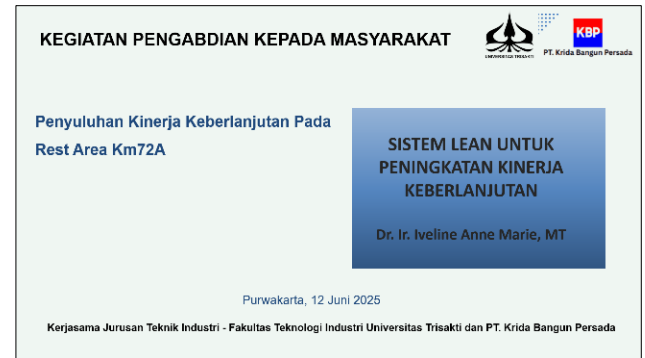 KEGIATAN PENGABDIAN KEPADA MASYARAKAT
UNIVERSITAS TRISAKTI
KBP
PT. Krida Bangun Persada
Penyuluhan Kinerja Keberlanjutan Pada
Rest Area Km72A
SISTEM LEAN UNTUK
PENINGKATAN KINERJA
KEBERLANJUTAN
Dr. Ir. Iveline Anne Marie, MT
Purwakarta, 12 Juni 2025
Kerjasama Jurusan Teknik Industri - Fakultas Teknologi Industri Universitas Trisakti dan PT. Krida Bangun Persada